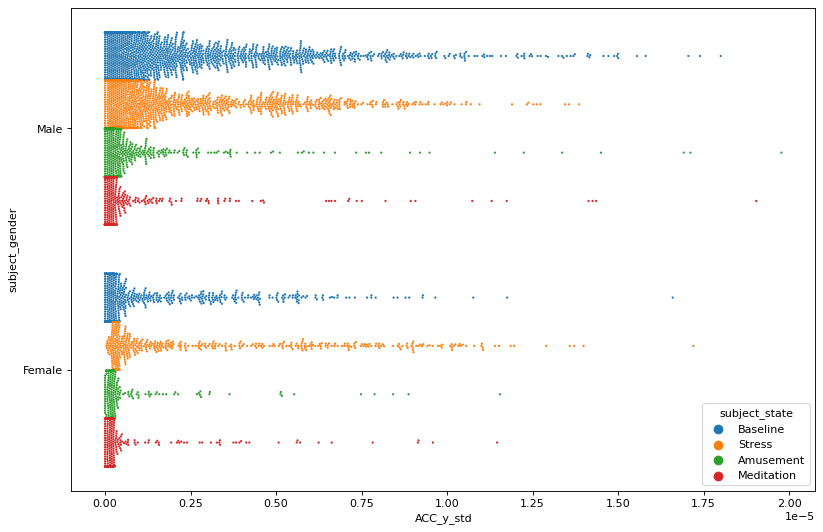 Male
Female
subject_gender
subject_state
Baseline
Stress
Amusement
Meditation
0.00 0.25 0.50 0.75 1.00 1.25 1.50 1.75 2.00
1e−5
ACC_y_std